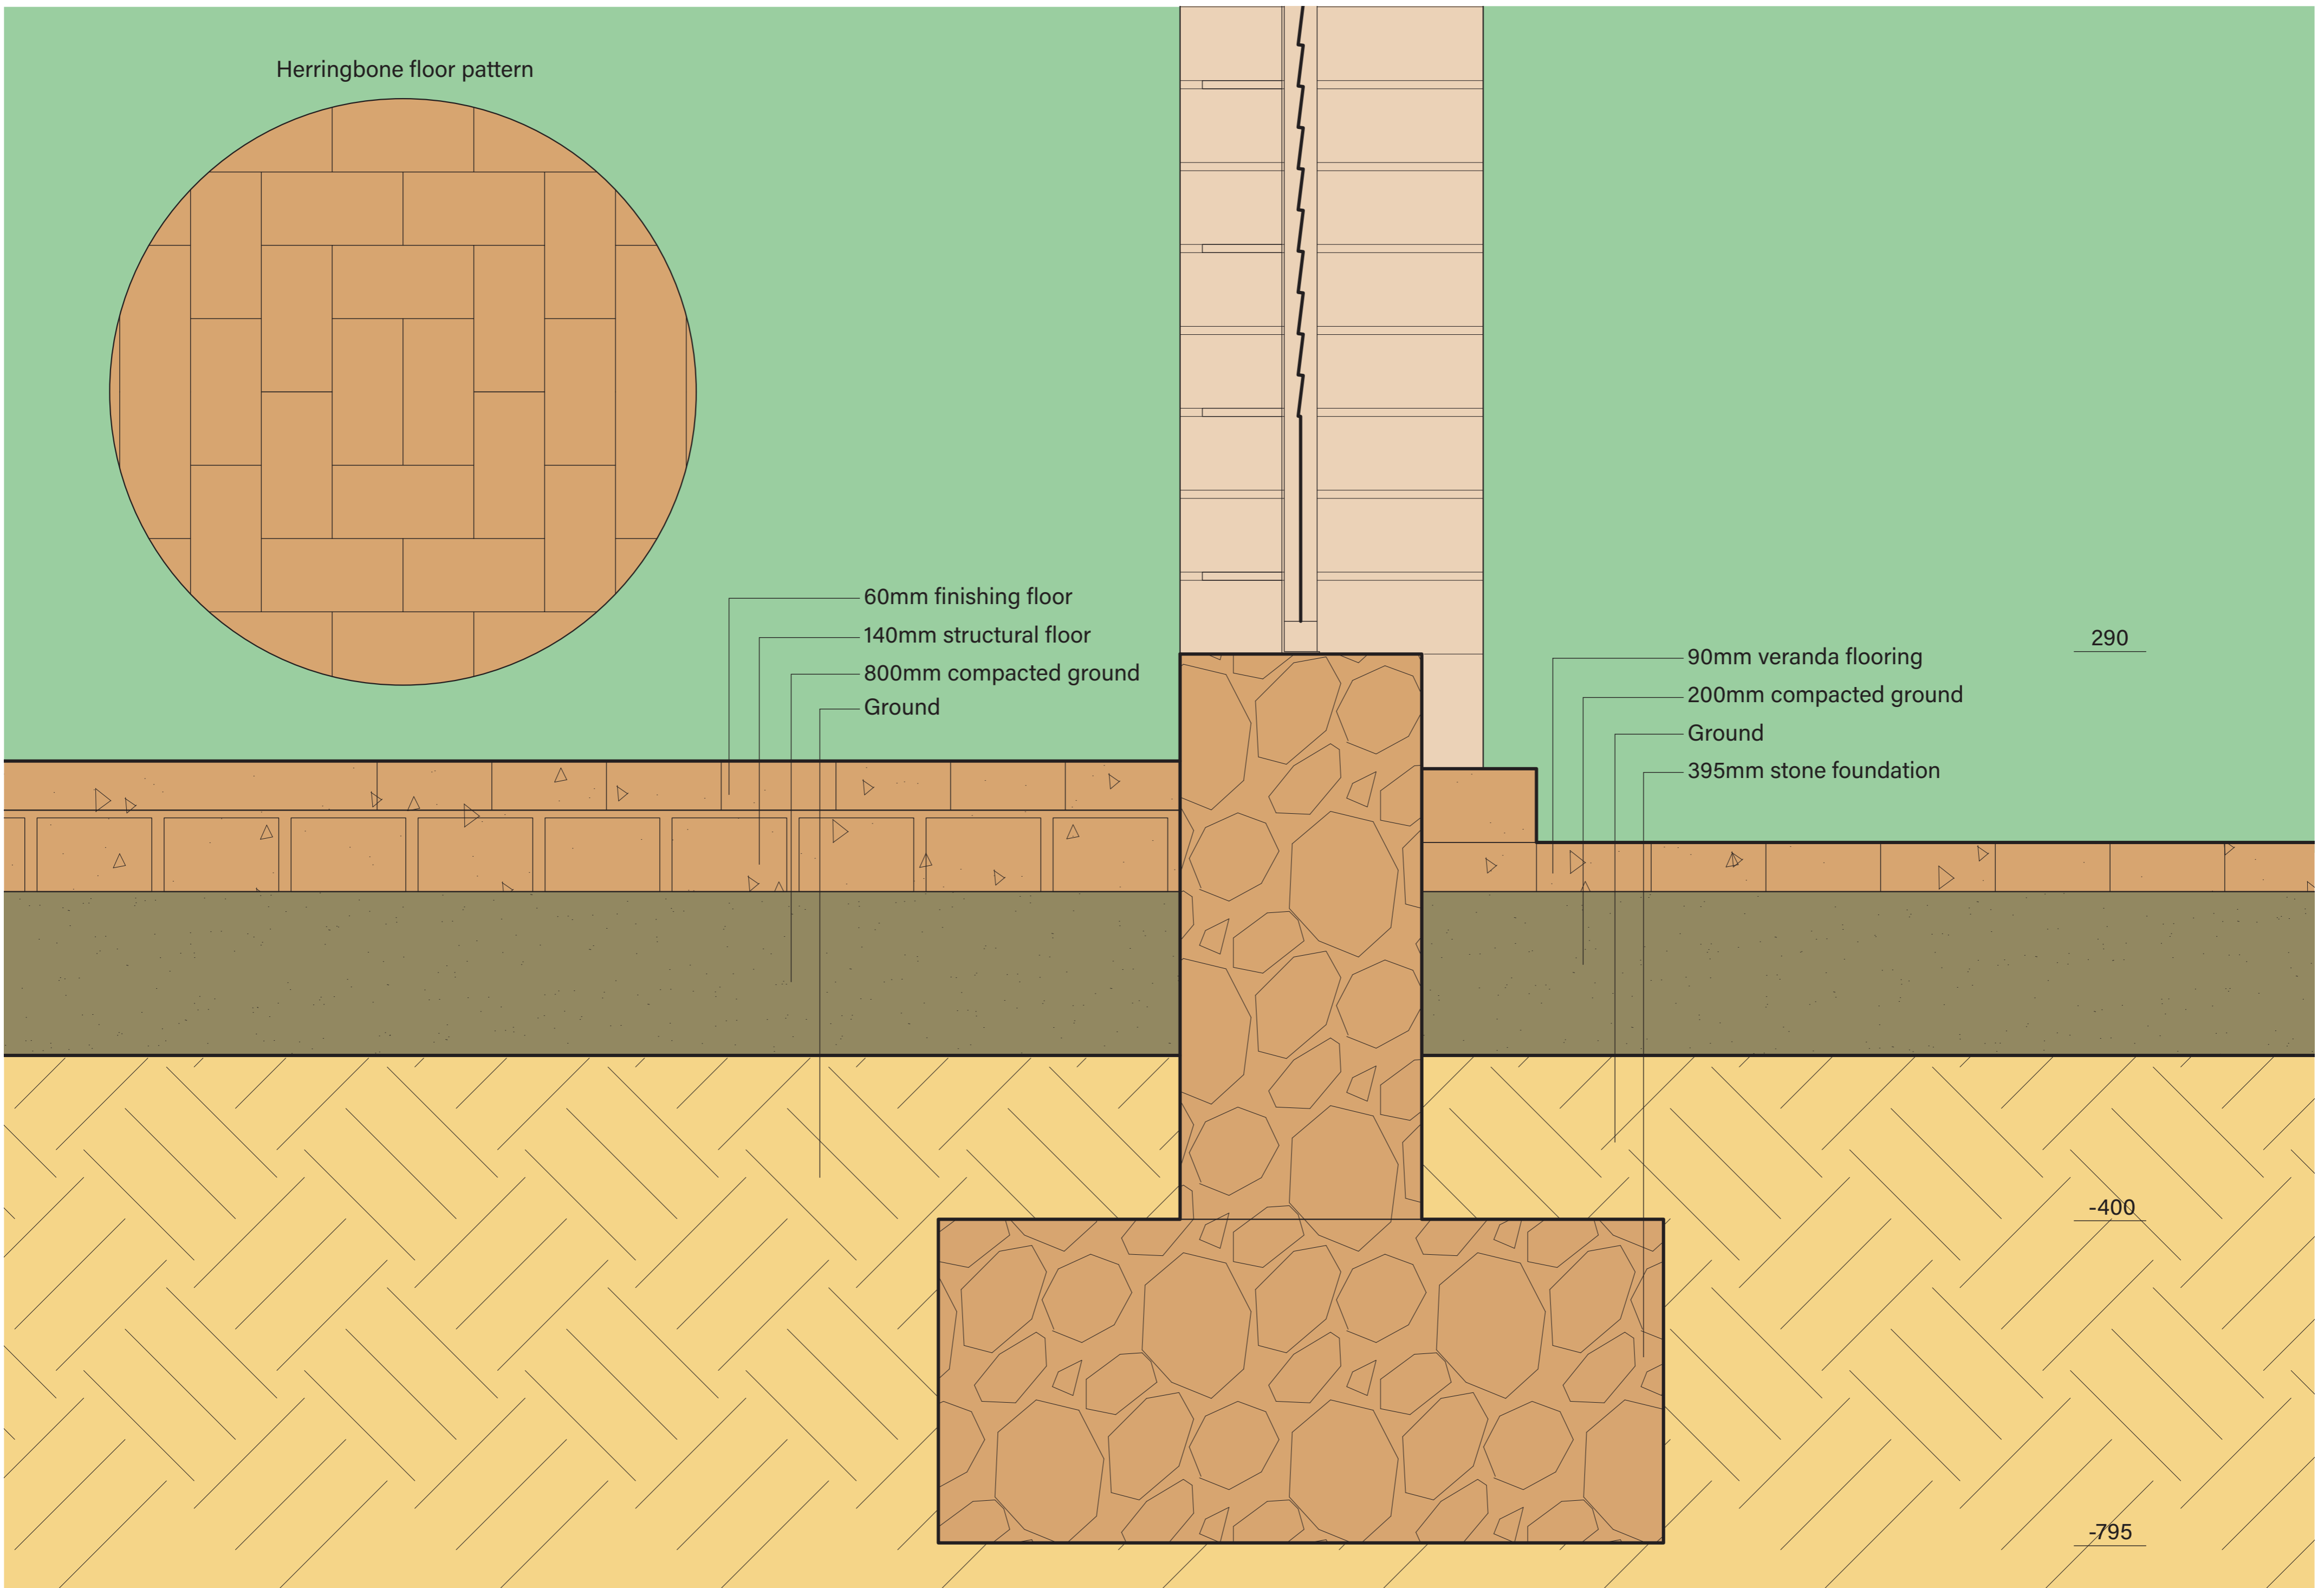 Herringbone floor pattern
60mm finishing floor
140mm structural floor
800mm compacted ground
Ground
290
90mm veranda flooring
200mm compacted ground
Ground
395mm stone foundation
-400
-795